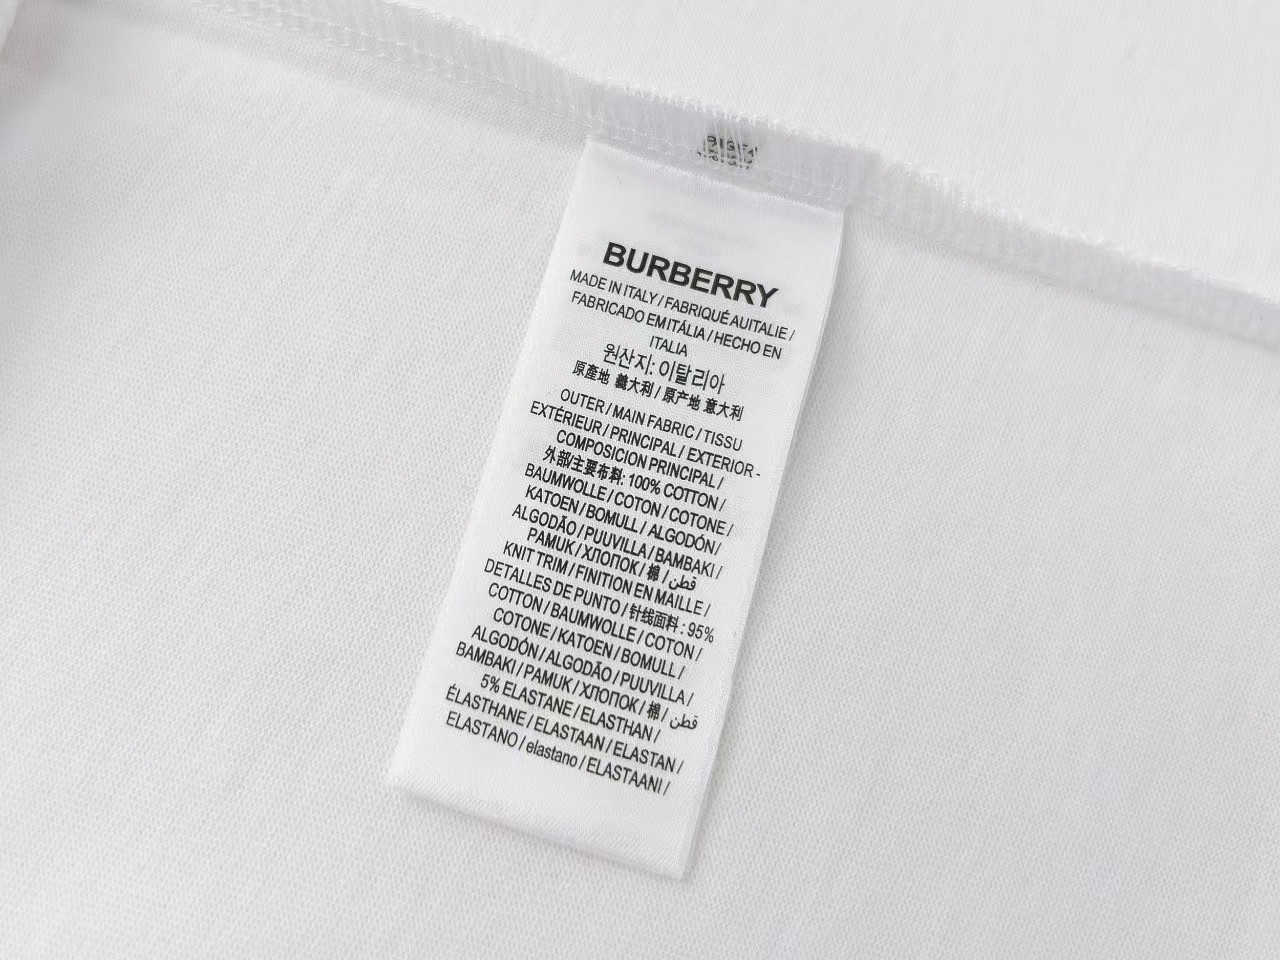 BURBERRY
MADE IN ITALY / FABRIQUÉ AUITALIE /
FABRICADO EM ITÁLIA / HECHO EN
ITALIA
원산지: 이탈리아
原產地 義大利 / 原产地 意大利
OUTER / MAIN FABRIC / TISSU
EXTÉRIEUR / PRINCIPAL / EXTERIOR -
COMPOSICION PRINCIPAL /
外部/主要布料: 100% COTTON /
BAUMWOLLE / COTON / COTONE /
KATOEN / BOMULL / ALGODÓN /
ALGODÃO / PUUVILLA / BAMBAKI /
PAMUK / ХЛОПОК / 棉 / قطن
KNIT TRIM / FINITION EN MAILLE /
DETALLES DE PUNTO / 针线面料 : 95%
COTTON / BAUMWOLLE / COTON /
COTONE / KATOEN / BOMULL /
ALGODÓN / ALGODÃO / PUUVILLA /
BAMBAKI / PAMUK / ХЛОПОК / 棉 / قطن
5% ELASTANE / ELASTHAN /
ÉLASTHANE / ELASTAAN / ELASTAN /
ELASTANO / elastano / ELASTAANI /